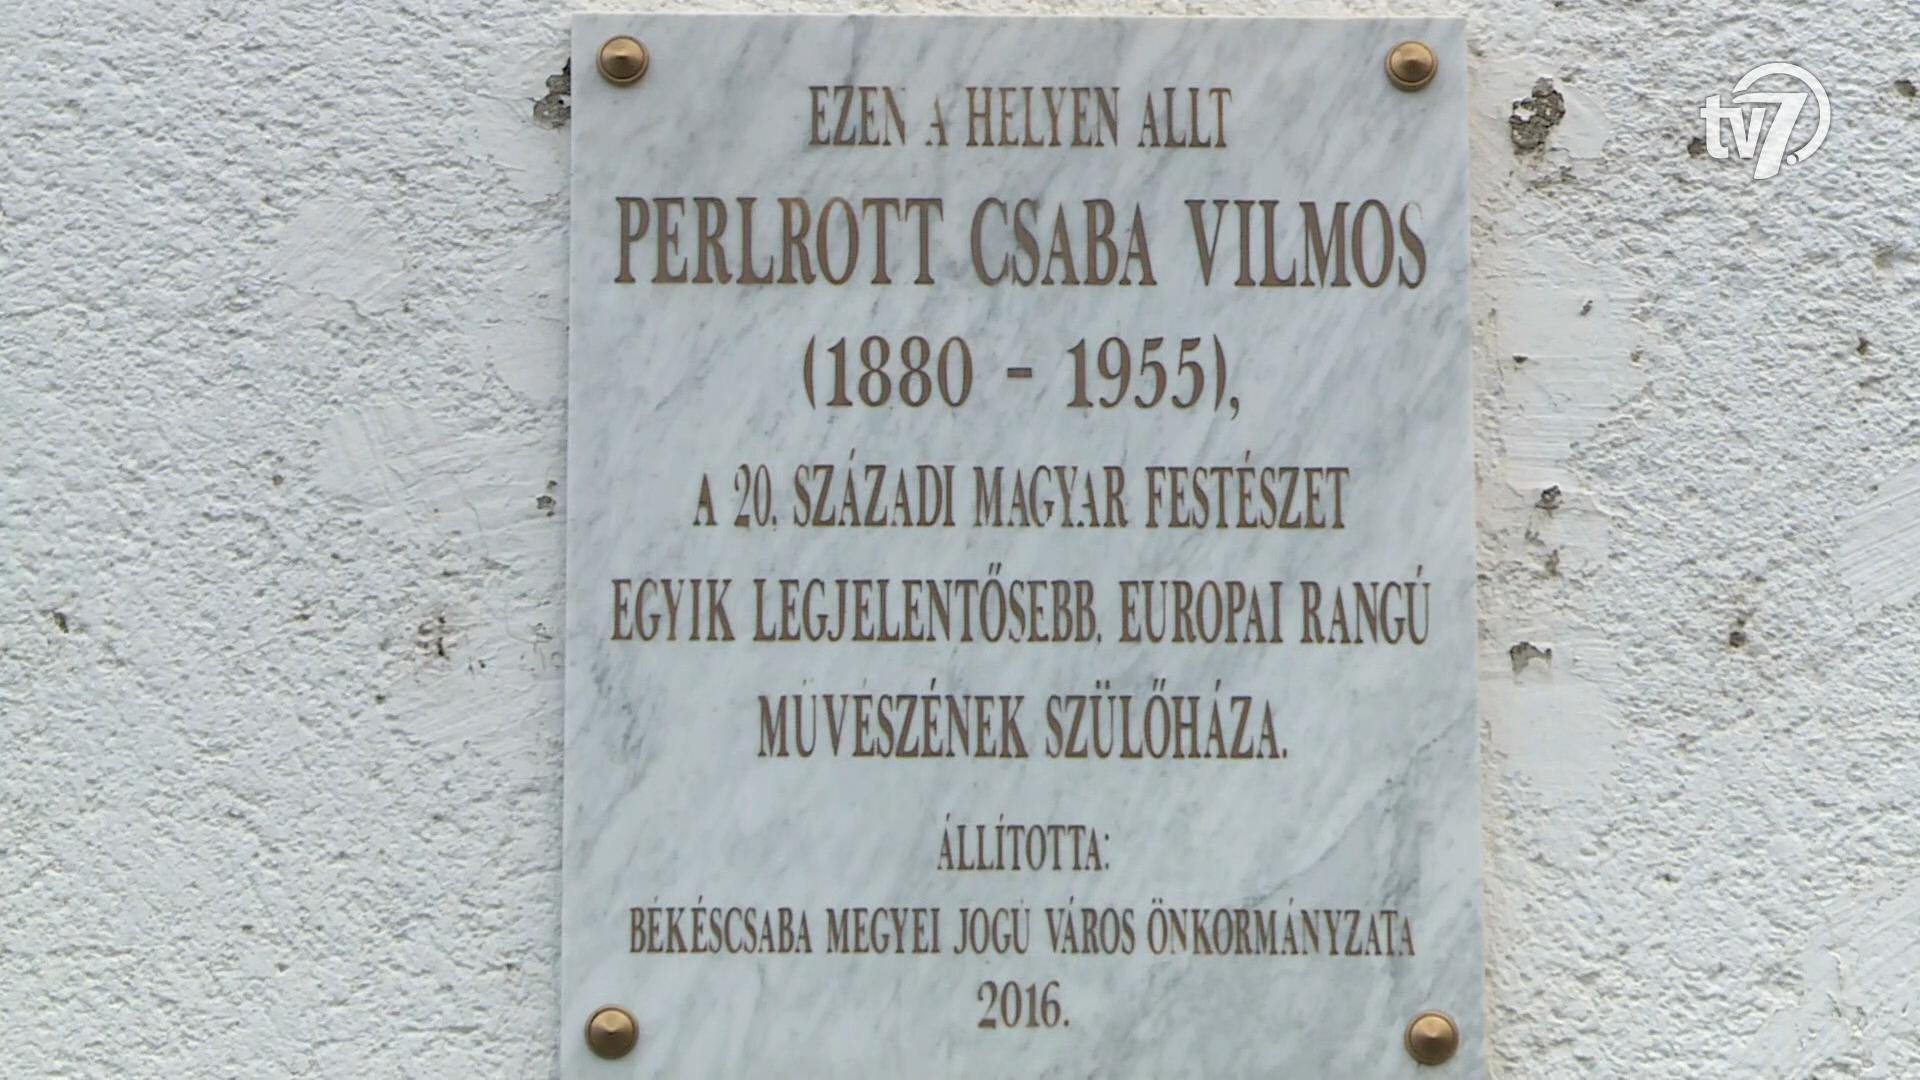 EZEN A HELYEN ÁLLT
PERLROTT CSABA VILMOS
(1880 - 1955),
A 20. SZÁZADI MAGYAR FESTÉSZET
EGYIK LEGJELENTŐSEBB, EURÓPAI RANGÚ
MŰVÉSZÉNEK SZÜLŐHÁZA.
ÁLLÍTOTTA:
BÉKÉSCSABA MEGYEI JOGÚ VÁROS ÖNKORMÁNYZATA
2016.
tv7.